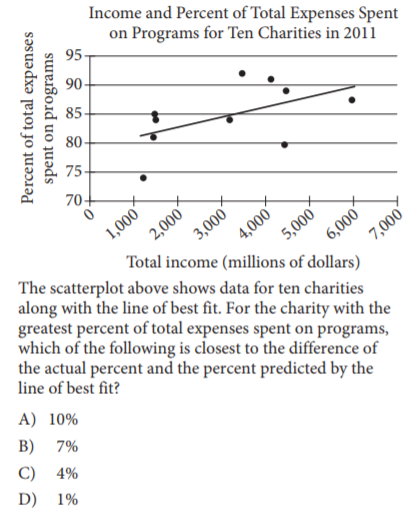 Income and Percent of Total Expenses Spent
on Programs for Ten Charities in 2011
Percent of total expenses
spent on programs
95
90
85
80
75
70
0
1,000
2,000
3,000
4,000
5,000
6,000
7,000
Total income (millions of dollars)
The scatterplot above shows data for ten charities
along with the line of best fit. For the charity with the
greatest percent of total expenses spent on programs,
which of the following is closest to the difference of
the actual percent and the percent predicted by the
line of best fit?
A) 10%
B) 7%
C) 4%
D) 1%